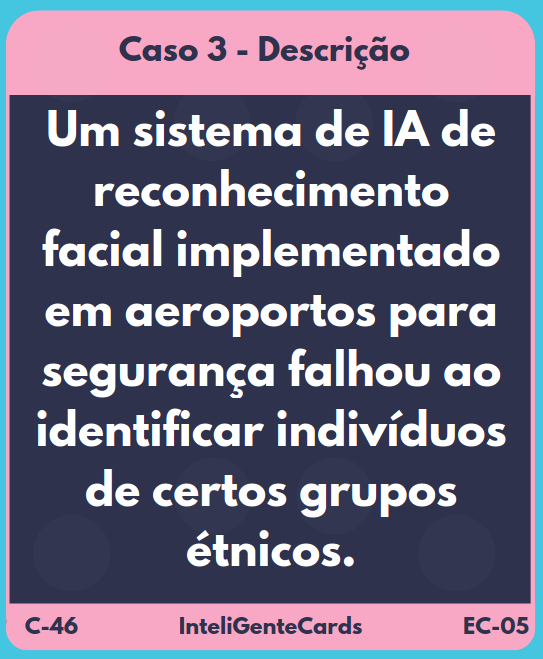 Caso 3 - Descrição
Um sistema de IA de
reconhecimento
facial implementado
em aeroportos para
segurança falhou ao
identificar indivíduos
de certos grupos
étnicos.
C-46 InteliGenteCards EC-05